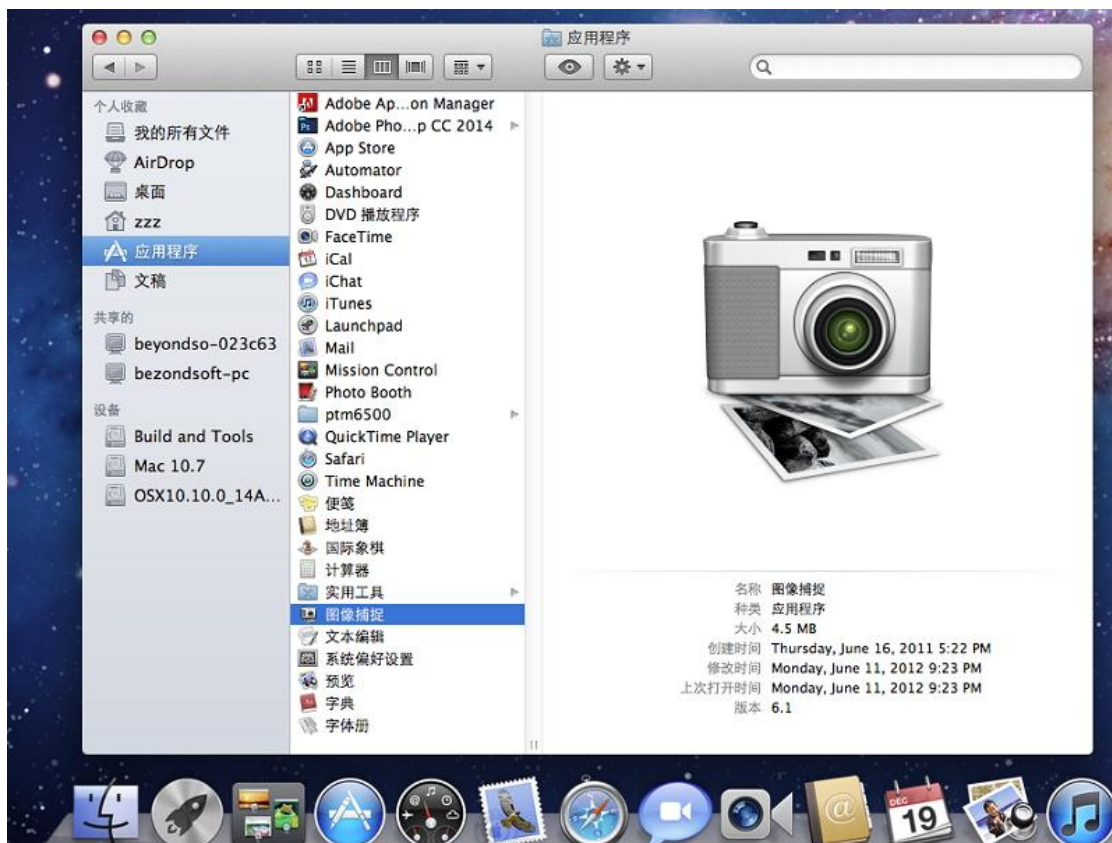 应用程序
个人收藏
我的所有文件
AirDrop
桌面
zzz
应用程序
文稿
共享的
beyondso-023c63
bezondsoft-pc
设备
Build and Tools
Mac 10.7
OSX10.10.0_14A...
Adobe Ap...on Manager
Adobe Pho...p CC 2014
App Store
Automator
Dashboard
DVD 播放程序
FaceTime
iCal
iChat
iTunes
Launchpad
Mail
Mission Control
Photo Booth
ptm6500
QuickTime Player
Safari
Time Machine
便笺
地址簿
国际象棋
计算器
实用工具
图像捕捉
文本编辑
系统偏好设置
预览
字典
字体册
名称 图像捕捉
种类 应用程序
大小 4.5 MB
创建时间 Thursday, June 16, 2011 5:22 PM
修改时间 Monday, June 11, 2012 9:23 PM
上次打开时间 Monday, June 11, 2012 9:23 PM
版本 6.1
DEC
19